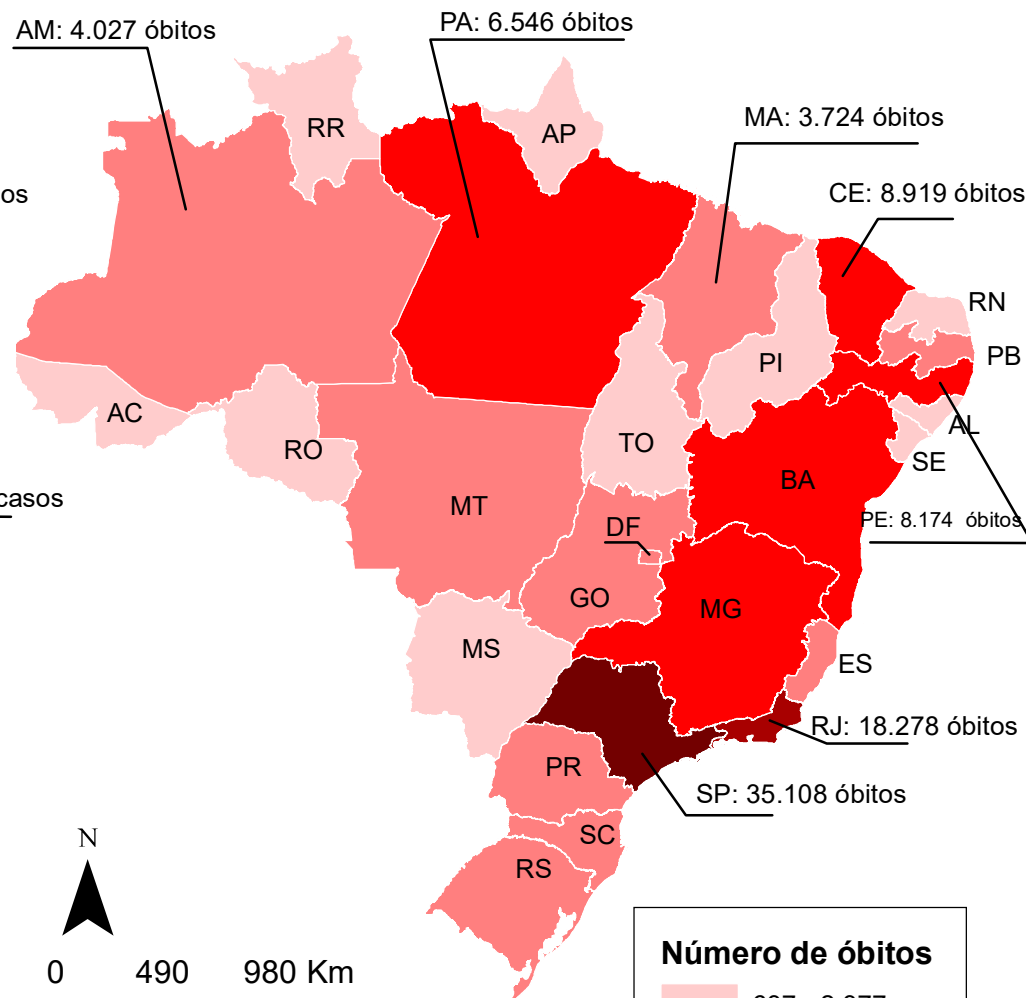 AM: 4.027 óbitos
PA: 6.546 óbitos
RR
AP
MA: 3.724 óbitos
CE: 8.919 óbitos
RN
PB
PI
AC
RO
TO
AL
SE
BA
casos
MT
DF
PE: 8.174 óbitos
GO
MG
MS
ES
RJ: 18.278 óbitos
PR
SP: 35.108 óbitos
SC
RS
N
0 490 980 Km
Número de óbitos